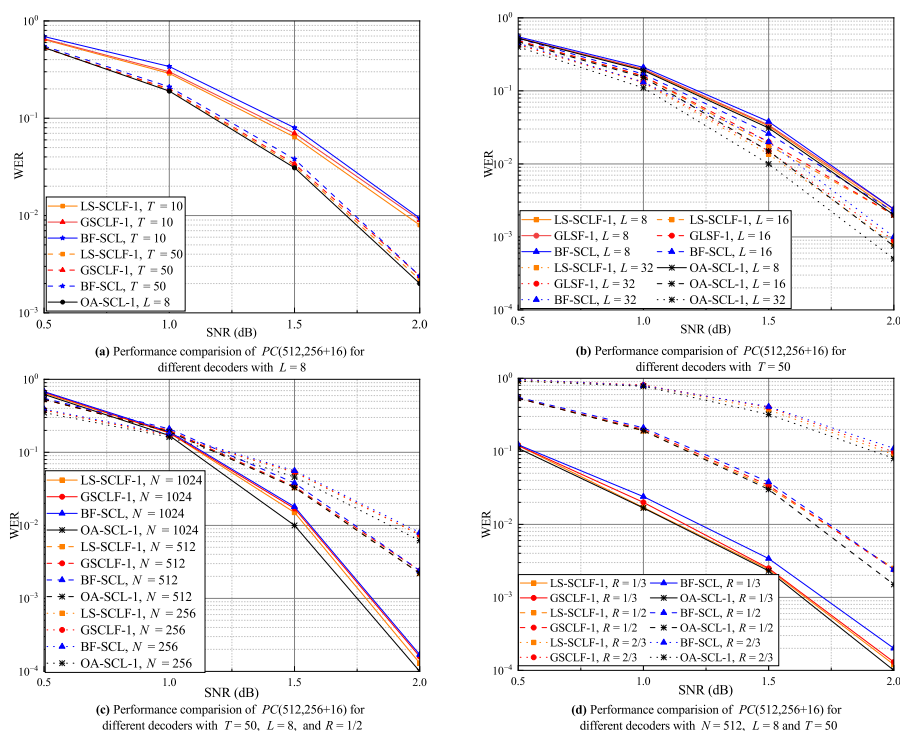 10⁰
10⁻¹
10⁻²
10⁻³
WER
LS-SCLF-1, T = 10
GSCLF-1, T = 10
BF-SCL, T = 10
LS-SCLF-1, T = 50
GSCLF-1, T = 50
BF-SCL, T = 50
OA-SCL-1, L = 8
0.5 1.0 1.5 2.0
SNR (dB)
(a) Performance comparision of PC(512,256+16) for
different decoders with L = 8
10⁰
10⁻¹
10⁻²
10⁻³
10⁻⁴
WER
LS-SCLF-1, L = 8
GLSF-1, L = 8
BF-SCL, L = 8
LS-SCLF-1, L = 32
GLSF-1, L = 32
BF-SCL, L = 32
LS-SCLF-1, L = 16
GLSF-1, L = 16
BF-SCL, L = 16
OA-SCL-1, L = 8
OA-SCL-1, L = 16
OA-SCL-1, L = 32
0.5 1.0 1.5 2.0
SNR (dB)
(b) Performance comparision of PC(512,256+16) for
different decoders with T = 50
10⁰
10⁻¹
10⁻²
10⁻³
10⁻⁴
WER
LS-SCLF-1, N = 1024
GSCLF-1, N = 1024
BF-SCL, N = 1024
OA-SCL-1, N = 1024
LS-SCLF-1, N = 512
GSCLF-1, N = 512
BF-SCL, N = 512
OA-SCL-1, N = 512
LS-SCLF-1, N = 256
GSCLF-1, N = 256
BF-SCL, N = 256
OA-SCL-1, N = 256
0.5 1.0 1.5 2.0
SNR (dB)
(c) Performance comparision of PC(512,256+16) for
different decoders with T = 50, L = 8, and R = 1/2
10⁰
10⁻¹
10⁻²
10⁻³
10⁻⁴
WER
LS-SCLF-1, R = 1/3
GSCLF-1, R = 1/3
LS-SCLF-1, R = 1/2
GSCLF-1, R = 1/2
LS-SCLF-1, R = 2/3
GSCLF-1, R = 2/3
BF-SCL, R = 1/3
OA-SCL-1, R = 1/3
BF-SCL, R = 1/2
OA-SCL-1, R = 1/2
BF-SCL, R = 2/3
OA-SCL-1, R = 2/3
0.5 1.0 1.5 2.0
SNR (dB)
(d) Performance comparision of PC(512,256+16) for
different decoders with N = 512, L = 8 and T = 50